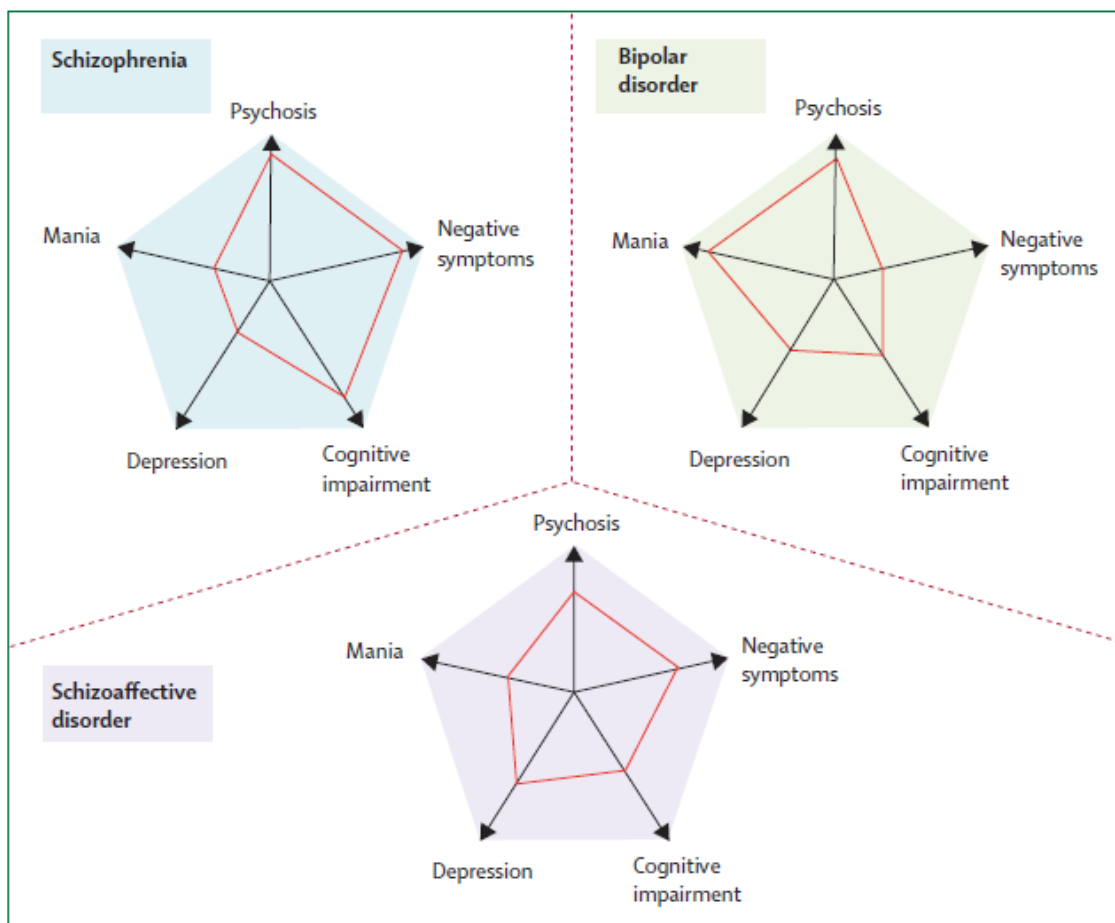 Schizophrenia
Psychosis
Mania
Negative
symptoms
Depression
Cognitive
impairment
Bipolar
disorder
Psychosis
Mania
Negative
symptoms
Depression
Cognitive
impairment
Schizoaffective
disorder
Psychosis
Mania
Negative
symptoms
Depression
Cognitive
impairment